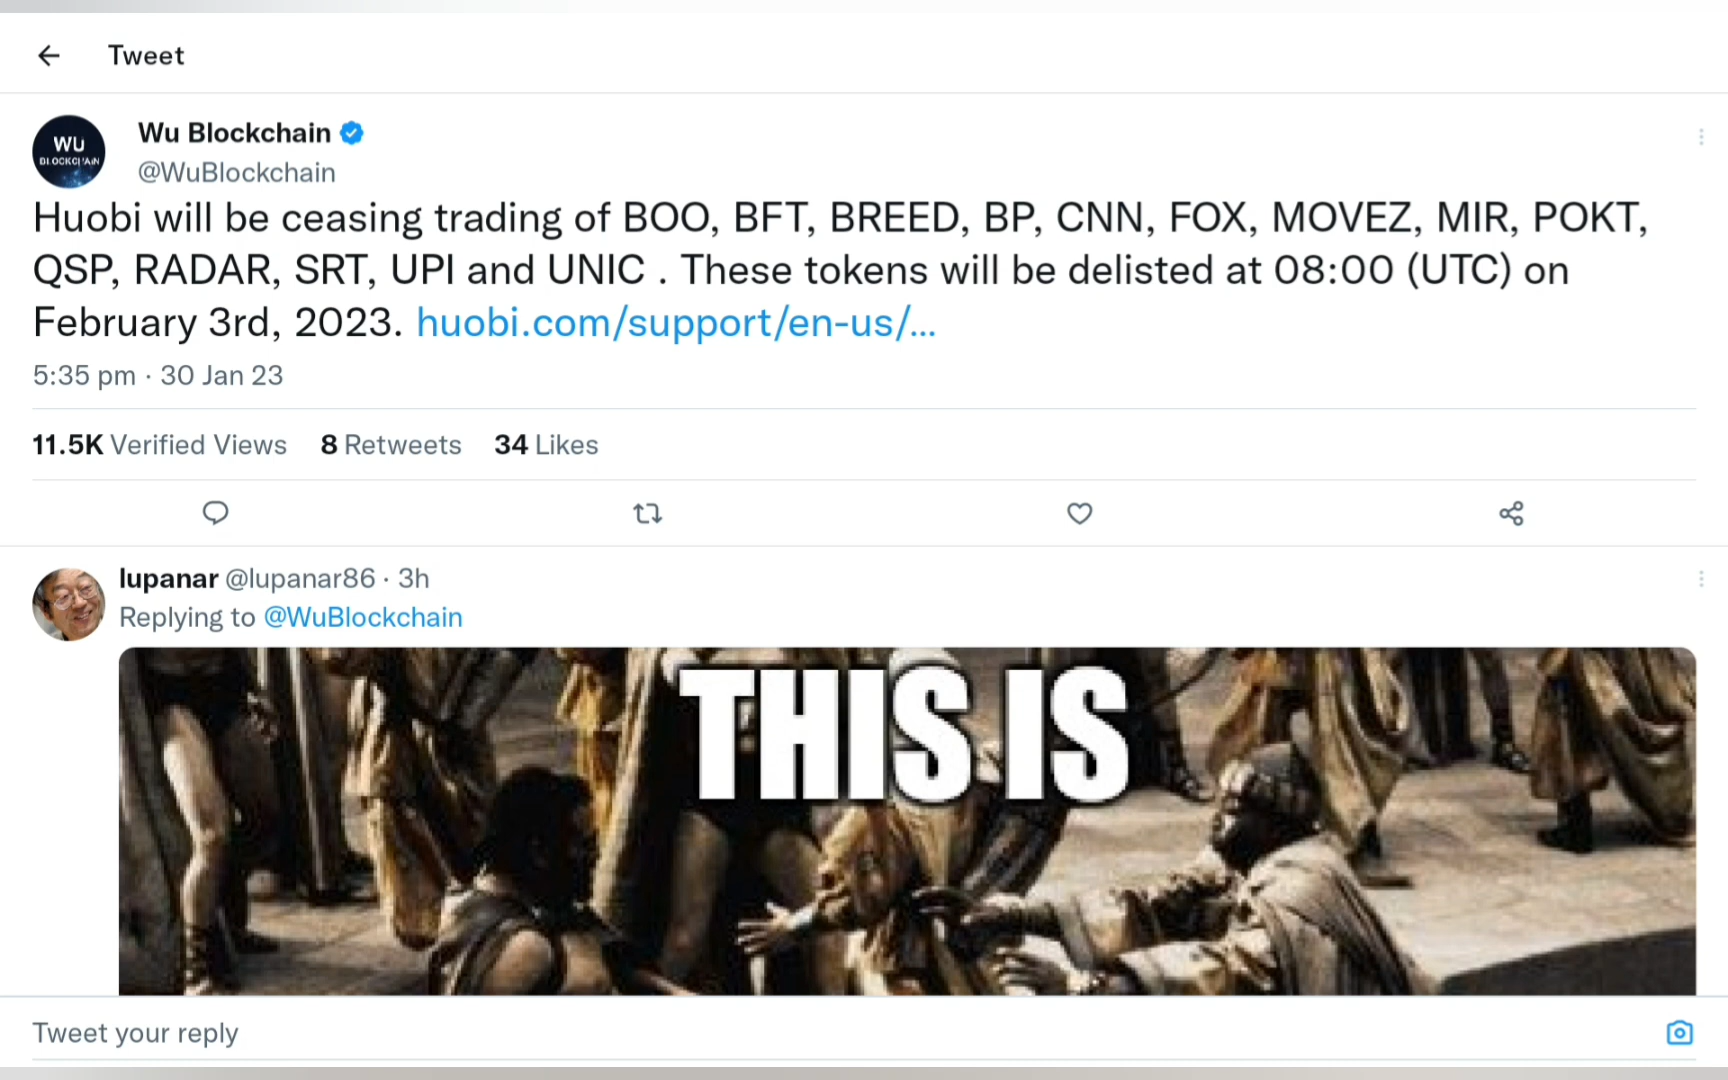 Tweet
WU
BLOCKCHAIN
Wu Blockchain
@WuBlockchain
Huobi will be ceasing trading of BOO, BFT, BREED, BP, CNN, FOX, MOVEZ, MIR, POKT,
QSP, RADAR, SRT, UPI and UNIC . These tokens will be delisted at 08:00 (UTC) on
February 3rd, 2023. huobi.com/support/en-us/...
5:35 pm · 30 Jan 23
11.5K Verified Views 8 Retweets 34 Likes
lupanar @lupanar86 · 3h
Replying to @WuBlockchain
THIS IS
Tweet your reply